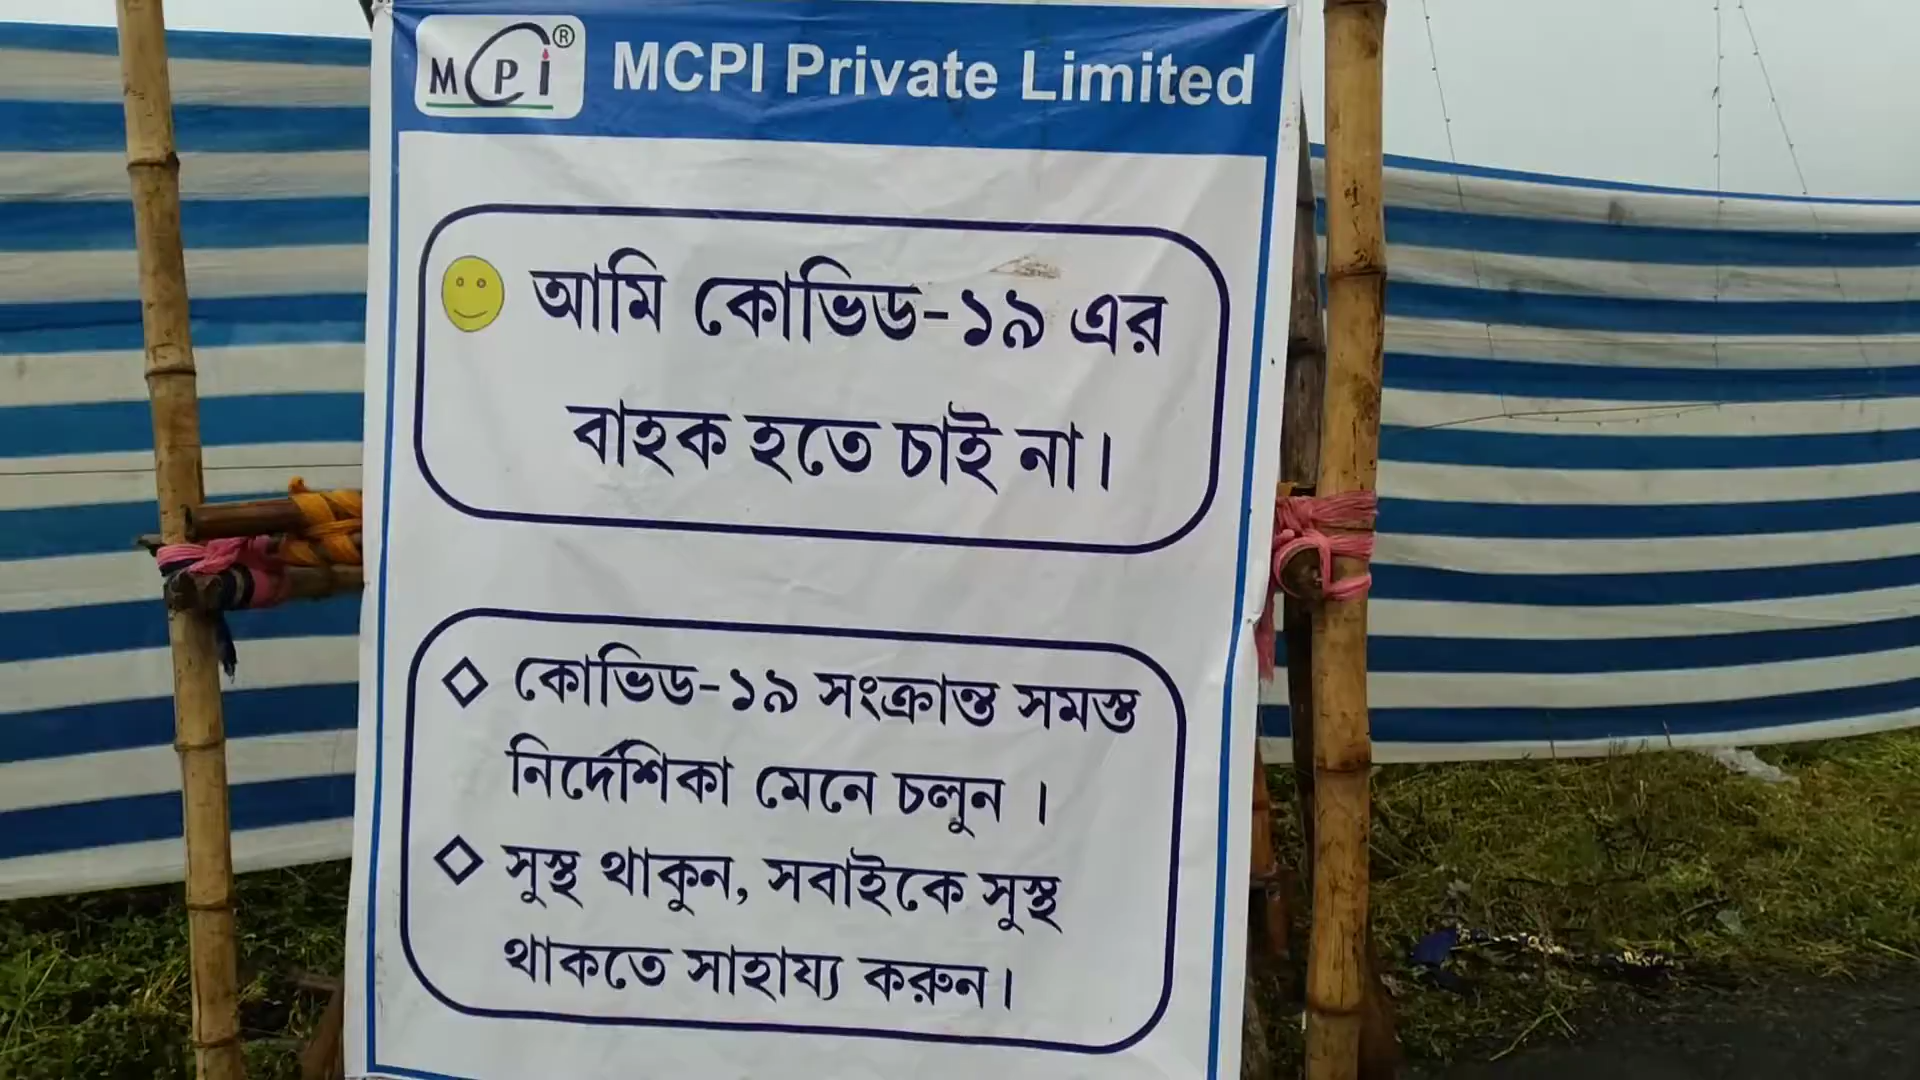 MCPI® MCPI Private Limited
আমি কোভিড-১৯ এর
বাহক হতে চাই না।
◇ কোভিড-১৯ সংক্রান্ত সমস্ত
নির্দেশিকা মেনে চলুন ।
◇ সুস্থ থাকুন, সবাইকে সুস্থ
থাকতে সাহায্য করুন।